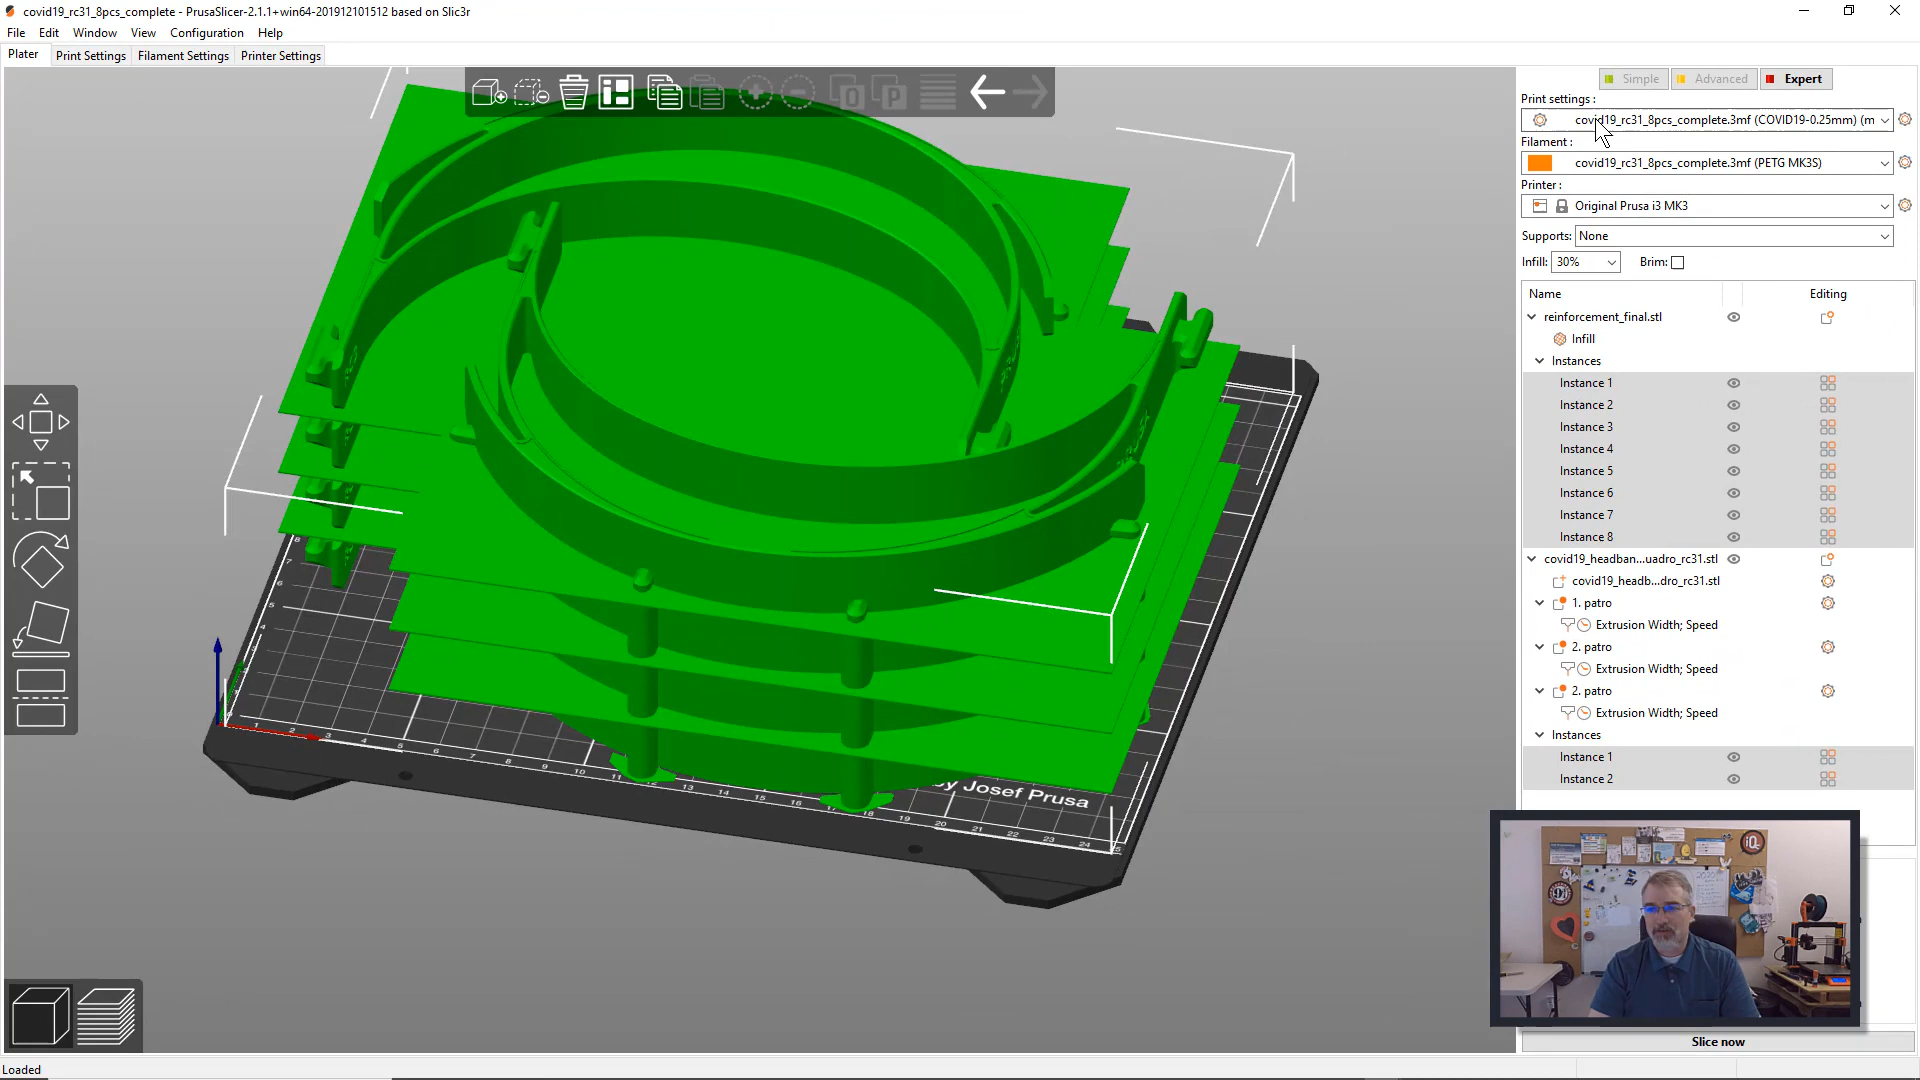 covid19_rc31_8pcs_complete - PrusaSlicer-2.1.1+win64-201912101512 based on Slic3r
File Edit Window View Configuration Help
Plater Print Settings Filament Settings Printer Settings
Simple Advanced Expert
Print settings :
covid19_rc31_8pcs_complete.3mf (COVID19-0.25mm) (m
Filament :
covid19_rc31_8pcs_complete.3mf (PETG MK3S)
Printer :
Original Prusa i3 MK3
Supports: None
Infill: 30% Brim:
Name Editing
reinforcement_final.stl
Infill
Instances
Instance 1
Instance 2
Instance 3
Instance 4
Instance 5
Instance 6
Instance 7
Instance 8
covid19_headban...uadro_rc31.stl
covid19_headb...dro_rc31.stl
1. patro
Extrusion Width; Speed
2. patro
Extrusion Width; Speed
2. patro
Extrusion Width; Speed
Instances
Instance 1
Instance 2
by Josef Prusa
Slice now
Loaded